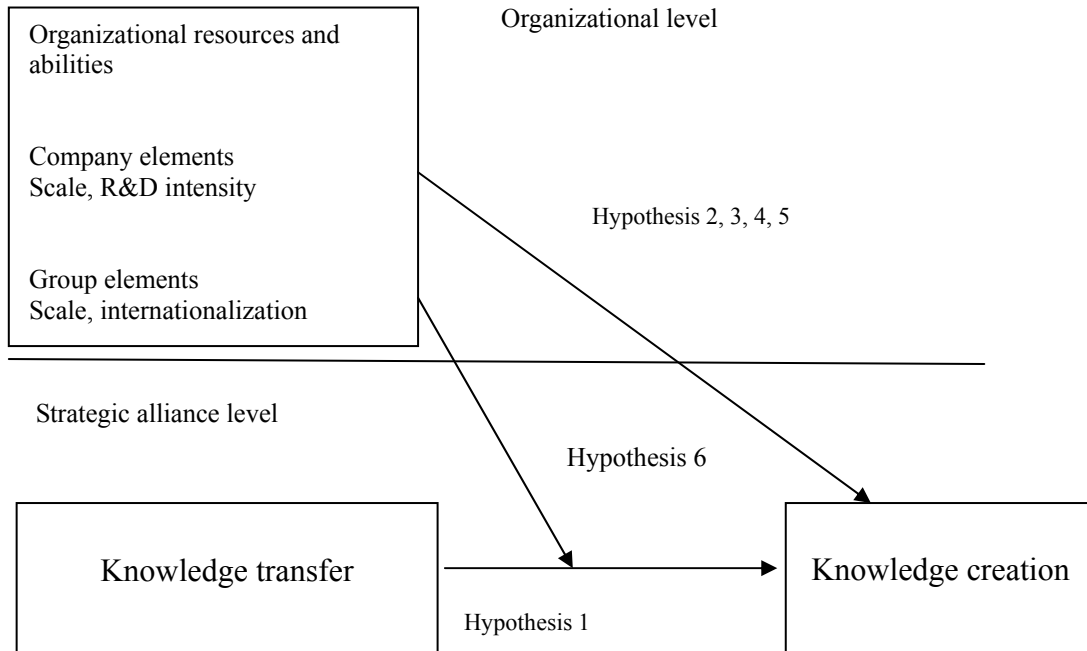 Organizational level
Organizational resources and
abilities
Company elements
Scale, R&D intensity
Group elements
Scale, internationalization
Hypothesis 2, 3, 4, 5
Strategic alliance level
Hypothesis 6
Knowledge transfer
Knowledge creation
Hypothesis 1